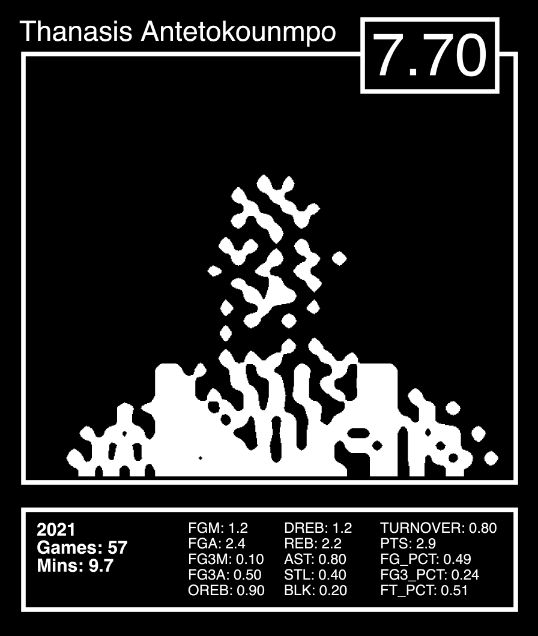 Thanasis Antetokounmpo
7.70
2021
Games: 57
Mins: 9.7
FGM: 1.2
FGA: 2.4
FG3M: 0.10
FG3A: 0.50
OREB: 0.90
DREB: 1.2
REB: 2.2
AST: 0.80
STL: 0.40
BLK: 0.20
TURNOVER: 0.80
PTS: 2.9
FG_PCT: 0.49
FG3_PCT: 0.24
FT_PCT: 0.51